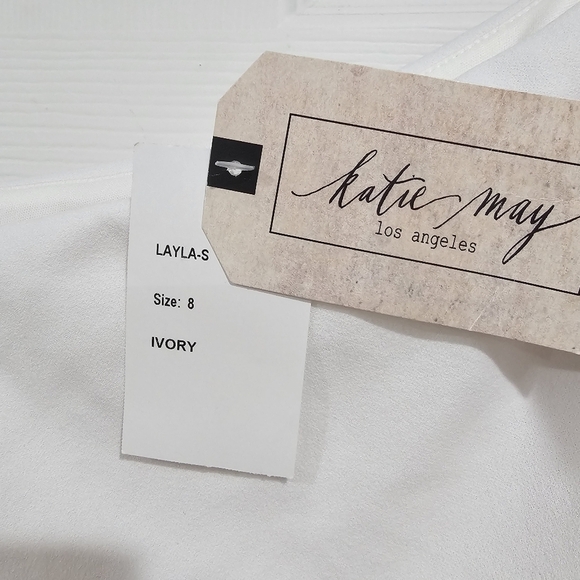 katie may
los angeles
LAYLA-S
Size: 8
IVORY